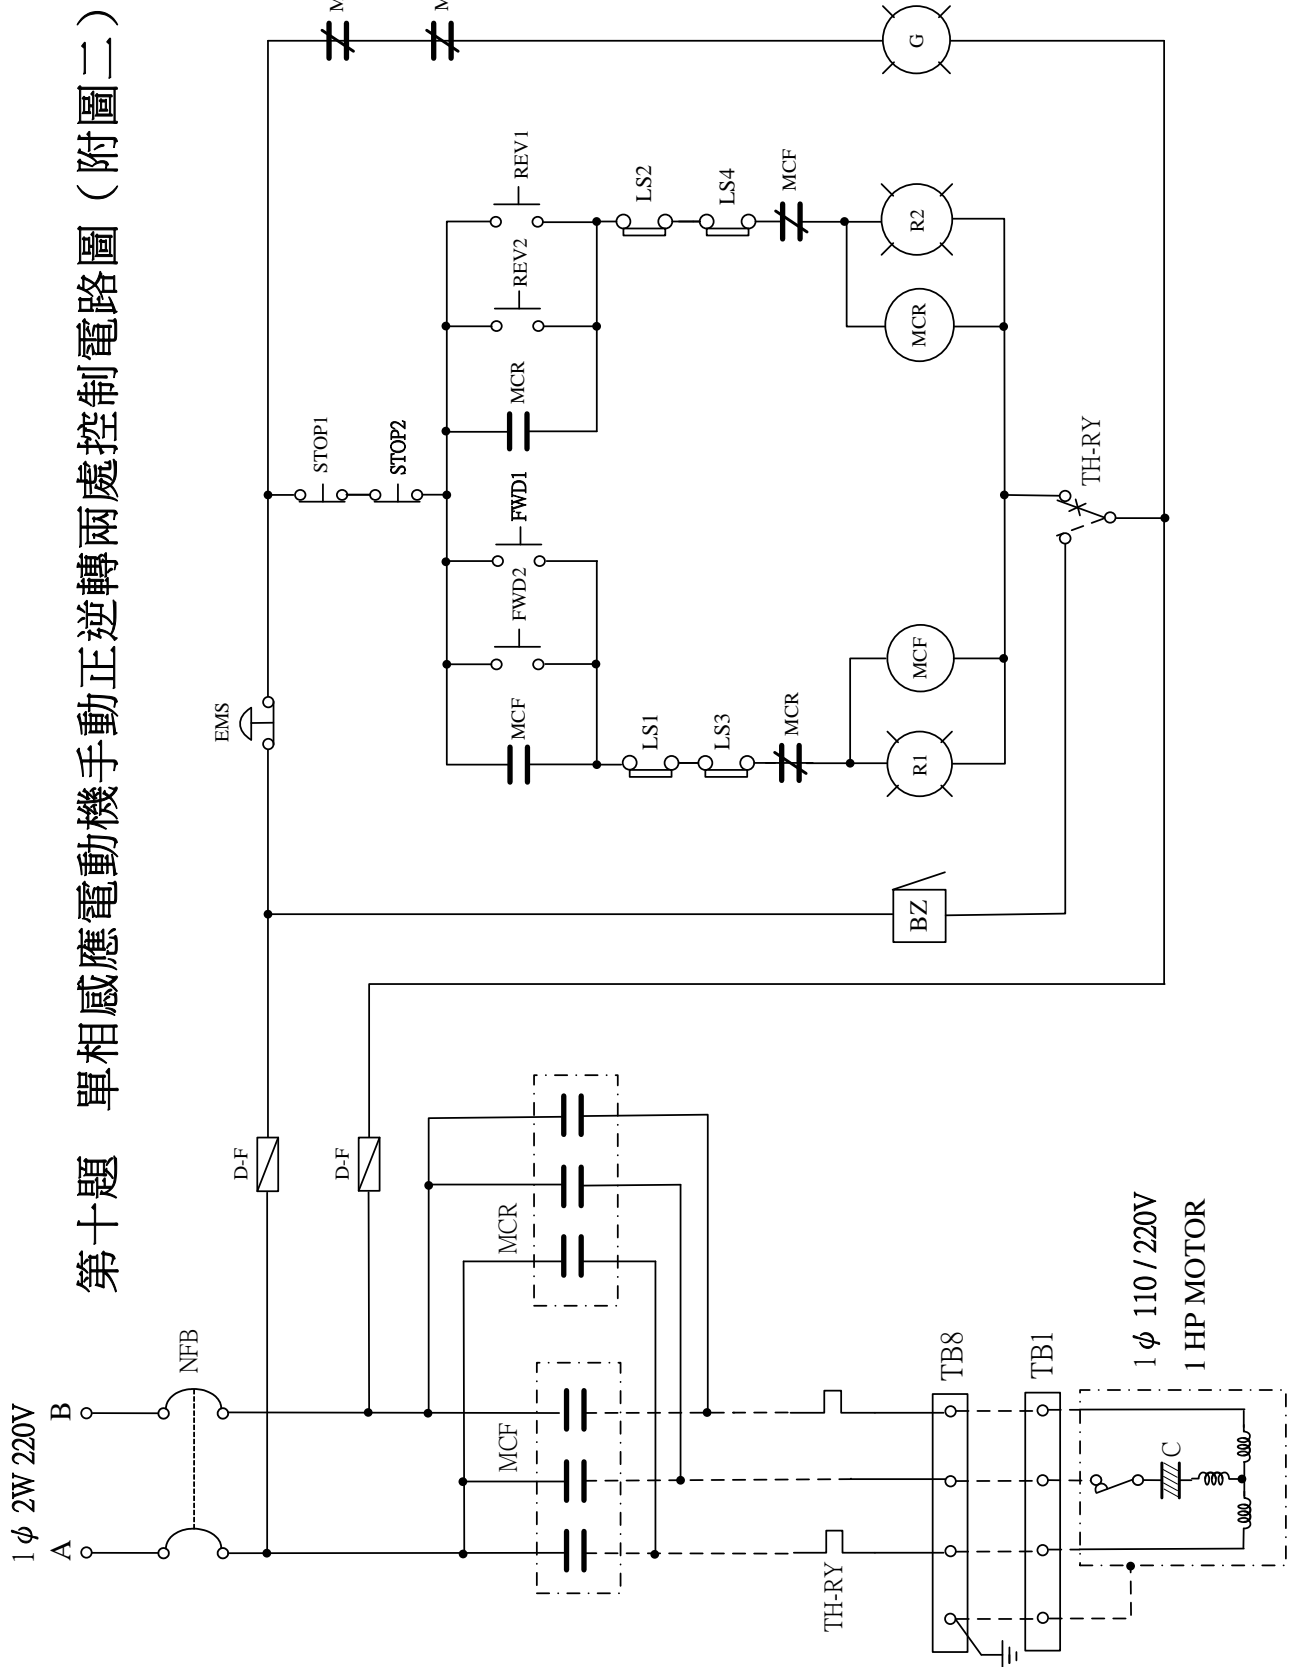 第十題 單相感應電動機手動正逆轉兩處控制電路圖（附圖二）
1ϕ 2W 220V
A
B
NFB
D-F
D-F
EMS
STOP1
STOP2
MCF
FWD2
FWD1
MCR
REV2
REV1
LS1
LS3
MCR
LS2
LS4
MCF
R1
MCF
MCR
R2
G
BZ
TH-RY
MCF
MCR
TH-RY
TB8
TB1
C
1ϕ 110 / 220V
1 HP MOTOR